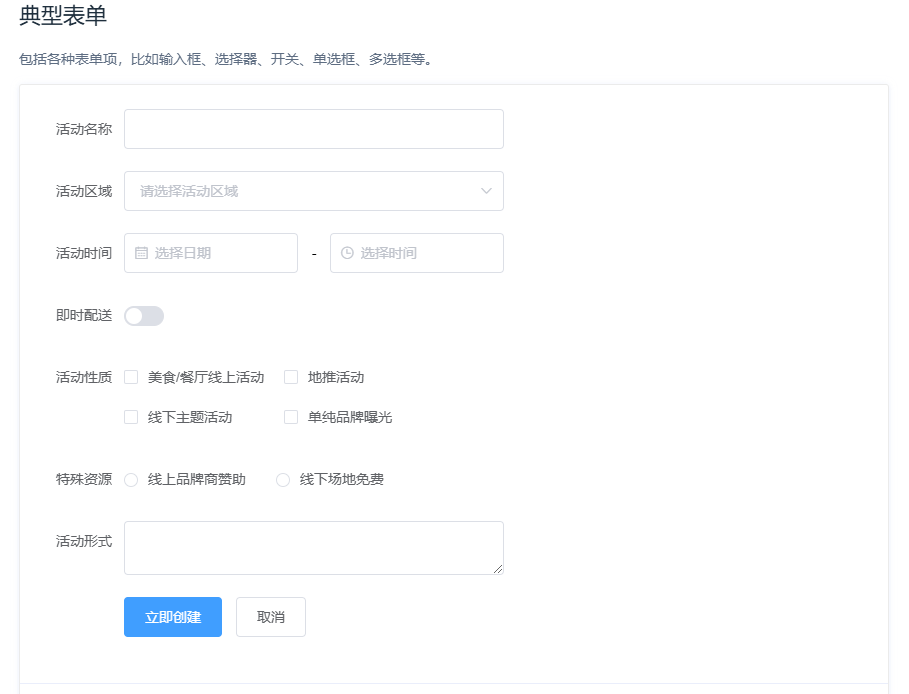 典型表单
包括各种表单项，比如输入框、选择器、开关、单选框、多选框等。
活动名称
活动区域 请选择活动区域
活动时间 选择日期 - 选择时间
即时配送
活动性质 美食/餐厅线上活动 地推活动
线下主题活动 单纯品牌曝光
特殊资源 线上品牌商赞助 线下场地免费
活动形式
立即创建 取消